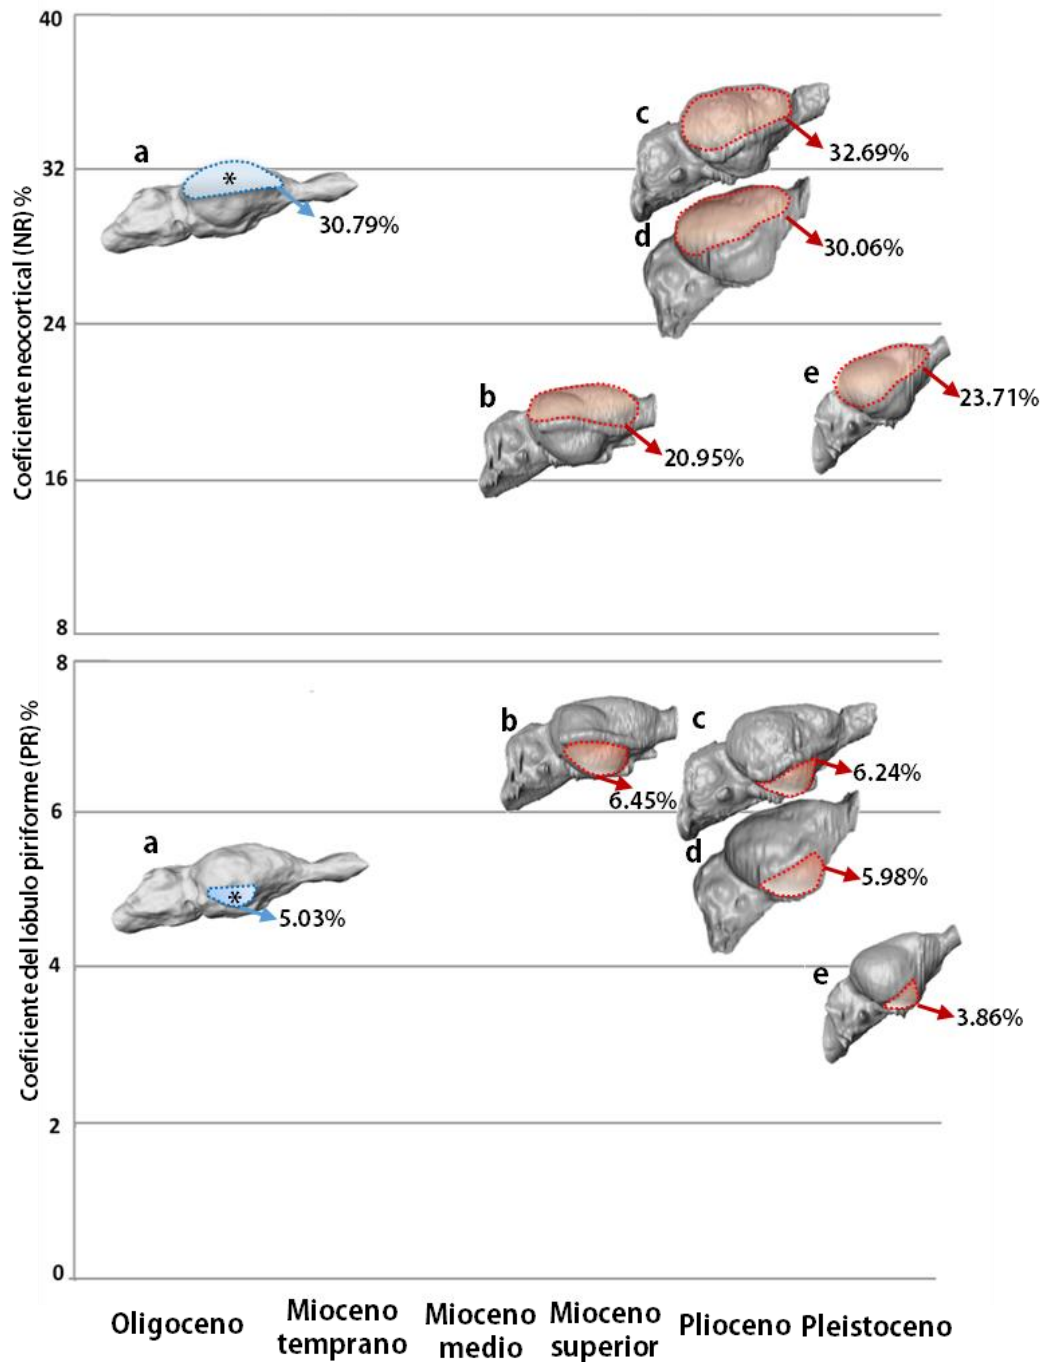 Coeficiente neocortical (NR) %
40
32
24
16
8
a
*
30.79%
b
20.95%
c
32.69%
d
30.06%
e
23.71%
Coeficiente del lóbulo piriforme (PR) %
8
6
4
2
0
a
*
5.03%
b
6.45%
c
6.24%
d
5.98%
e
3.86%
Oligoceno
Mioceno
temprano
Mioceno
medio
Mioceno
superior
Plioceno
Pleistoceno